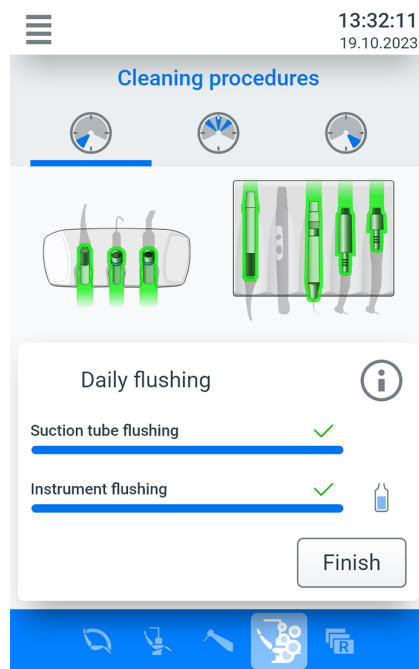 13:32:11
19.10.2023
Cleaning procedures
Daily flushing
Suction tube flushing
Instrument flushing
Finish
R